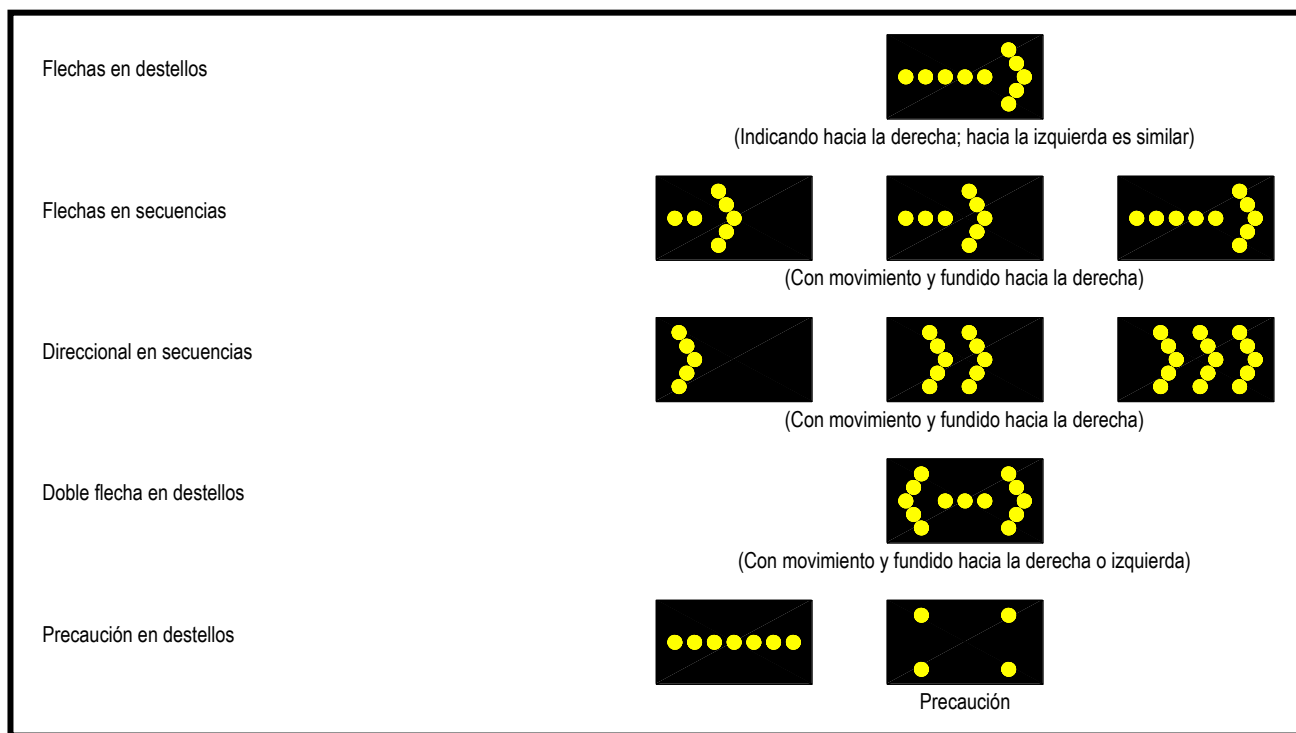 Flechas en destellos
(Indicando hacia la derecha; hacia la izquierda es similar)
Flechas en secuencias
(Con movimiento y fundido hacia la derecha)
Direccional en secuencias
(Con movimiento y fundido hacia la derecha)
Doble flecha en destellos
(Con movimiento y fundido hacia la derecha o izquierda)
Precaución en destellos
Precaución